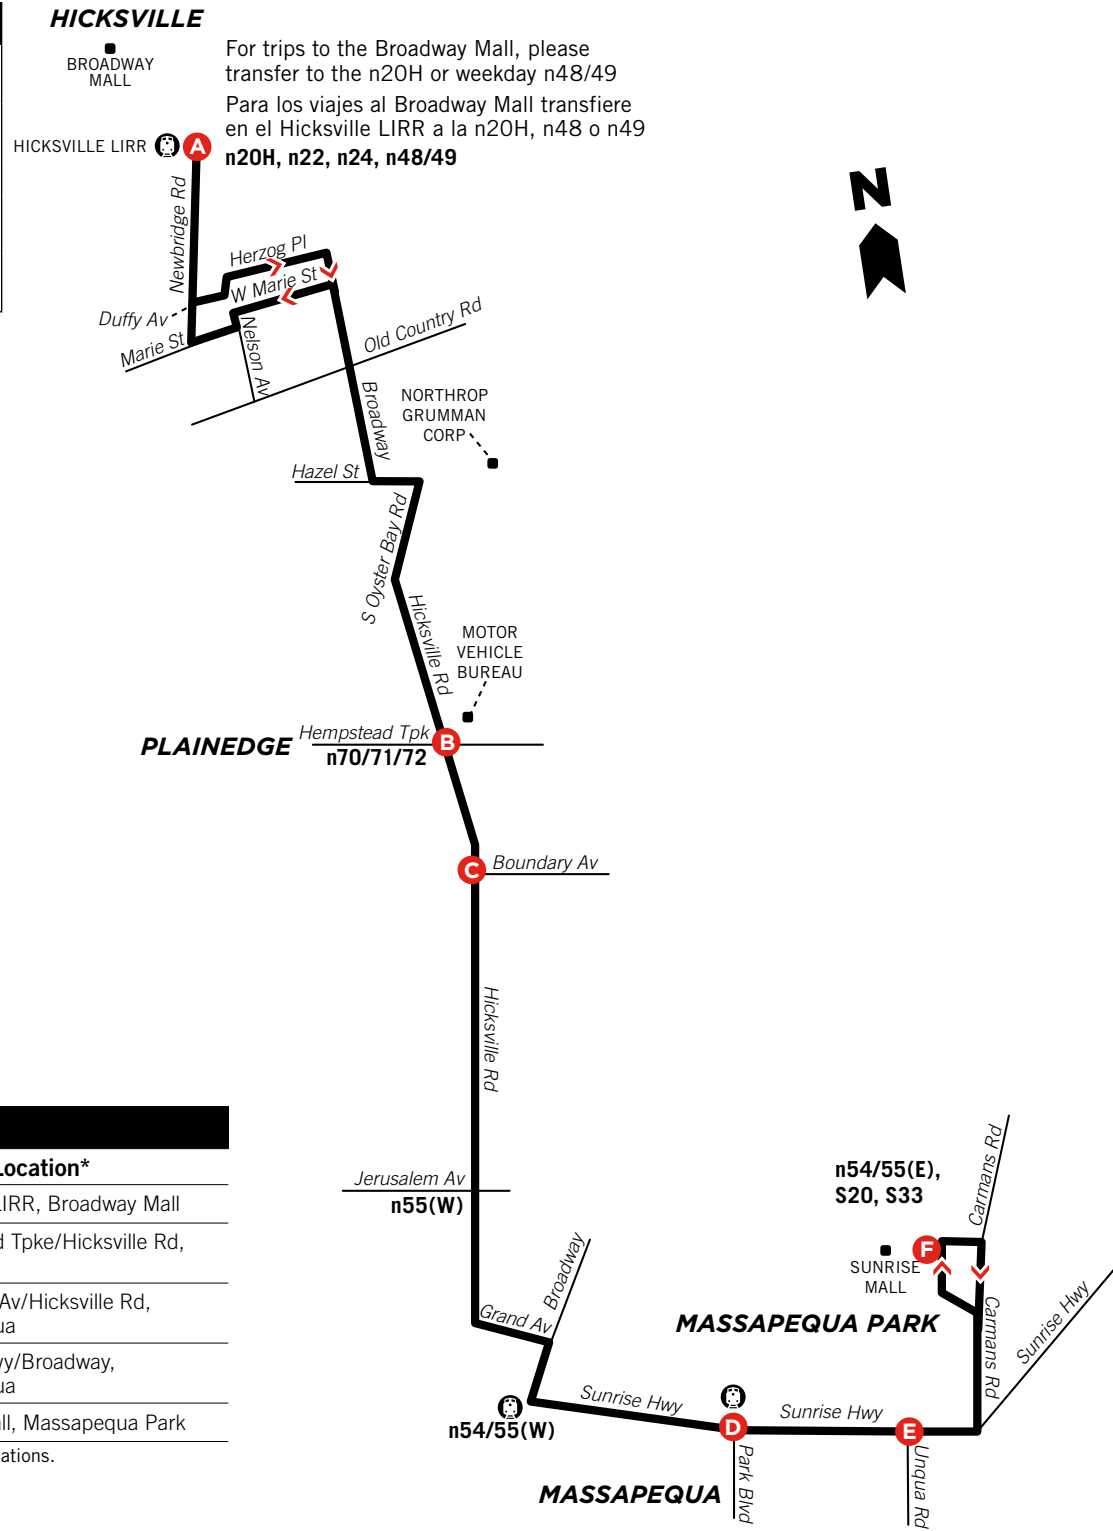 HICKSVILLE
BROADWAY
MALL
For trips to the Broadway Mall, please
transfer to the n20H or weekday n48/49
Para los viajes al Broadway Mall transfiere
en el Hicksville LIRR a la n20H, n48 o n49
n20H, n22, n24, n48/49
HICKSVILLE LIRR
A
N
Newbridge Rd
Herzog Pl
W Marie St
Duffy Av
Marie St
Nelson Av
Old Country Rd
Broadway
NORTHROP
GRUMMAN
CORP
Hazel St
S Oyster Bay Rd
Hicksville Rd
MOTOR
VEHICLE
BUREAU
PLAINEDGE
Hempstead Tpk
B
n70/71/72
C
Boundary Av
Hicksville Rd
Jerusalem Av
n55(W)
Broadway
Grand Av
n54/55(W)
Sunrise Hwy
D
Park Blvd
MASSAPEQUA
Sunrise Hwy
E
Unqua Rd
n54/55(E),
S20, S33
Carmans Rd
F
SUNRISE
MALL
MASSAPEQUA PARK
Carmans Rd
Sunrise Hwy
Location*
LIRR, Broadway Mall
d Tpke/Hicksville Rd,
Av/Hicksville Rd,
ua
wy/Broadway,
ua
all, Massapequa Park
ations.